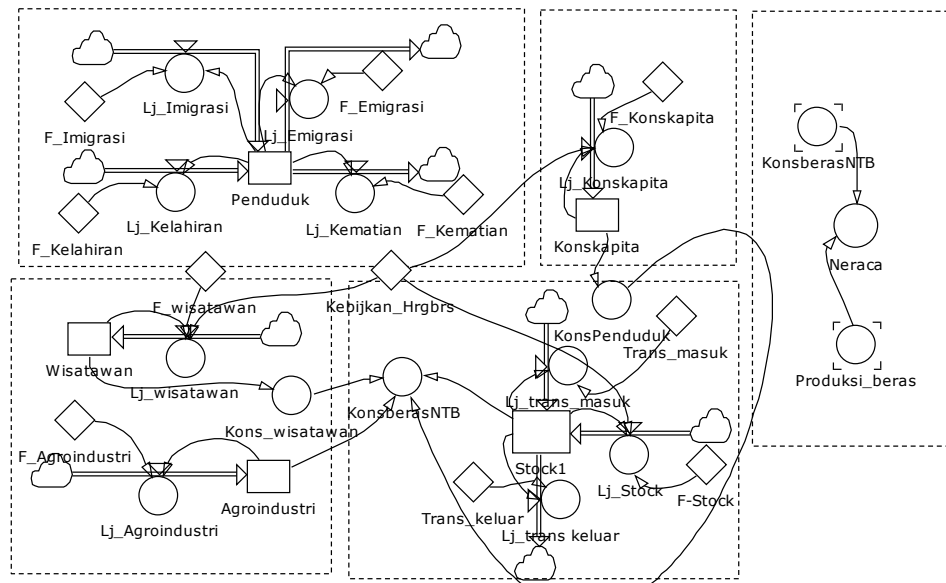 Lj_Imigrasi
F_Imigrasi
F_Emigrasi
Lj_Emigrasi
Penduduk
Lj_Kelahiran
F_Kelahiran
Lj_Kematian
F_Kematian
F_Konskapita
Lj_Konskapita
Konskapita
KonsberasNTB
Neraca
Produksi_beras
F_wisatawan
Kebijkan_Hrgbrs
Wisatawan
Lj_wisatawan
Kons_wisatawan
F_Agroindustri
Agroindustri
Lj_Agroindustri
KonsPenduduk
Trans_masuk
Lj_trans_masuk
KonsberasNTB
Stock1
Lj_Stock
F-Stock
Trans_keluar
Lj_trans keluar